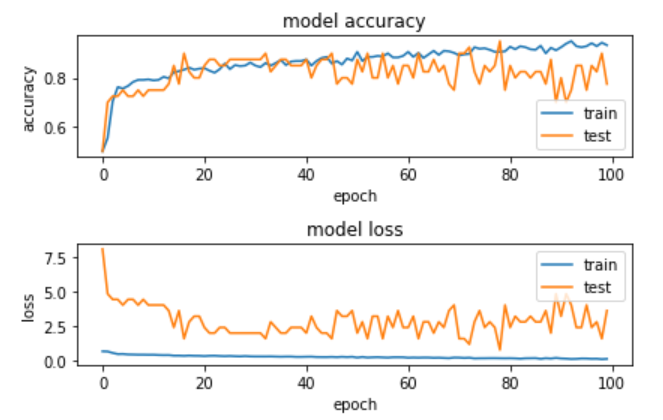 model accuracy
0.8
0.6
accuracy
train
test
0 20 40 60 80 100
epoch
model loss
7.5
5.0
2.5
0.0
loss
train
test
0 20 40 60 80 100
epoch